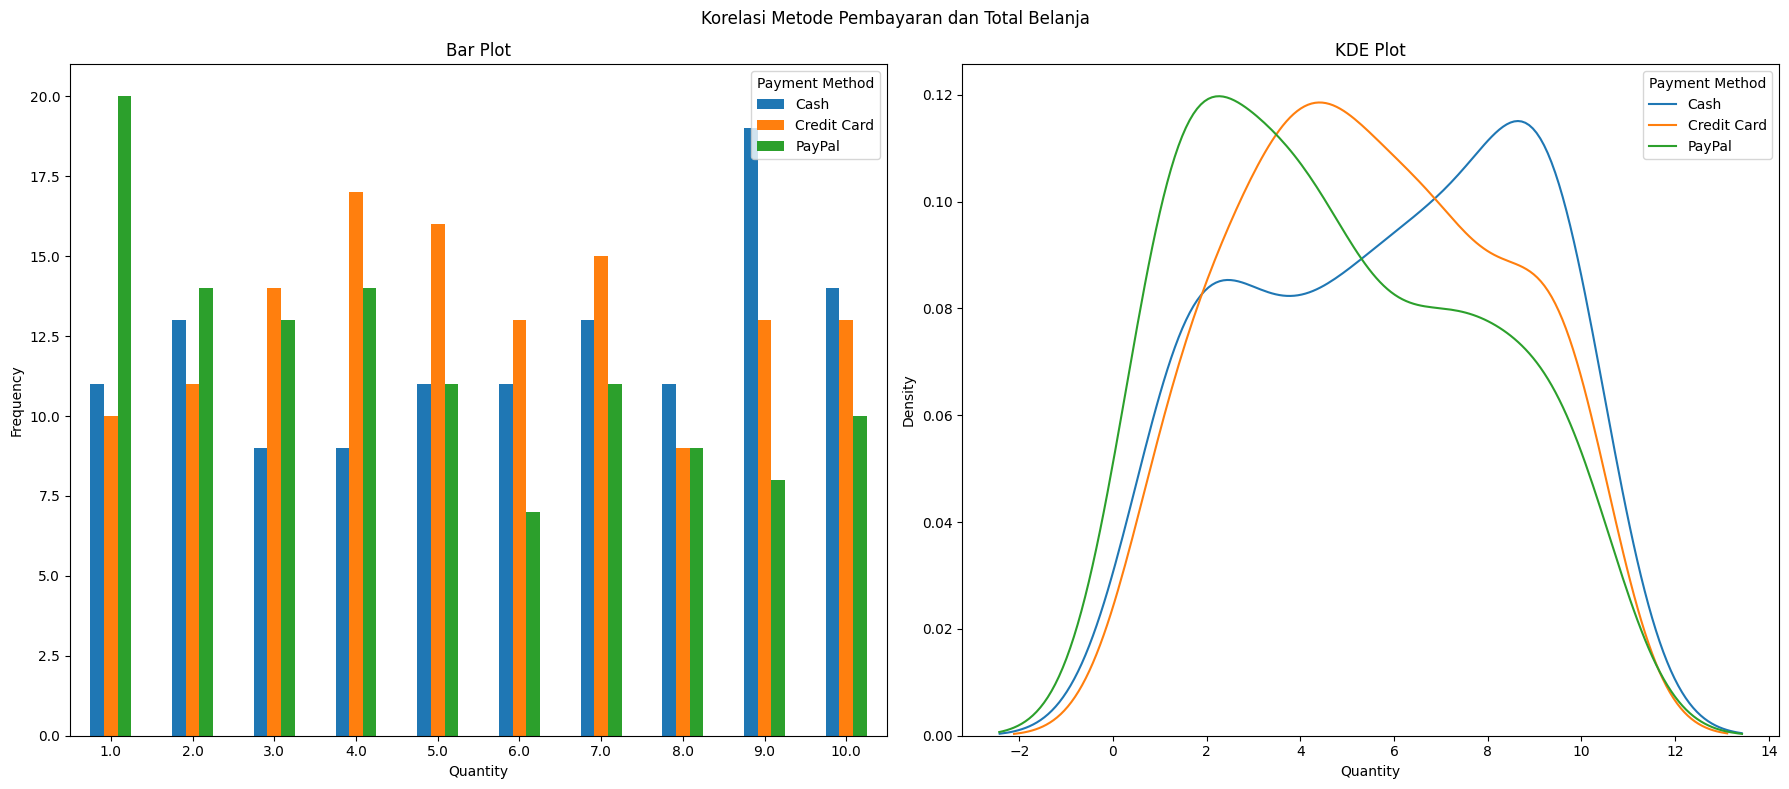 Korelasi Metode Pembayaran dan Total Belanja
Bar Plot
Payment Method
Cash
Credit Card
PayPal
20.0
17.5
15.0
12.5
10.0
7.5
5.0
2.5
0.0
Frequency
1.0 2.0 3.0 4.0 5.0 6.0 7.0 8.0 9.0 10.0
Quantity
KDE Plot
Payment Method
Cash
Credit Card
PayPal
0.12
0.10
0.08
0.06
0.04
0.02
0.00
Density
−2 0 2 4 6 8 10 12 14
Quantity